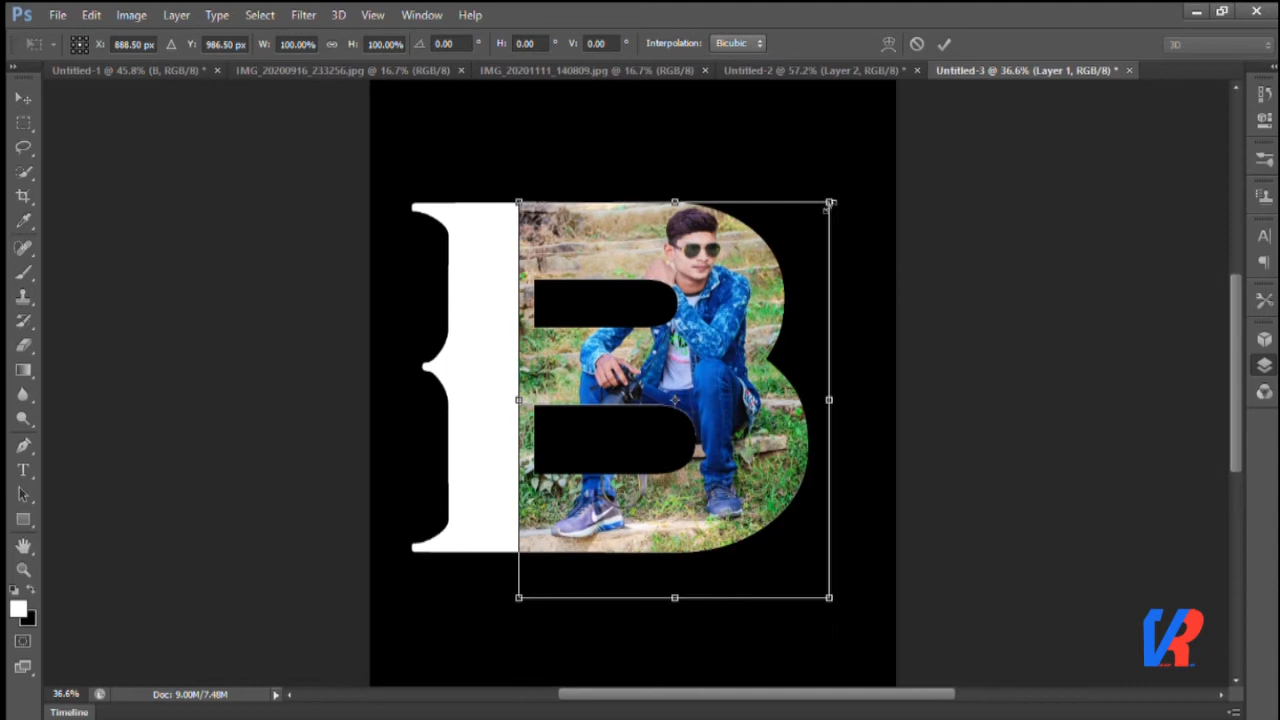 Ps File Edit Image Layer Type Select Filter 3D View Window Help
X: 888.50 px Y: 986.50 px W: 100.00% H: 100.00% 0.00 ° H: 0.00 ° V: 0.00 ° Interpolation: Bicubic 3D
Untitled-1 @ 45.8% (B, RGB/8) * × IMG_20200916_233256.jpg @ 16.7% (RGB/8) × IMG_20201111_140809.jpg @ 16.7% (RGB/8) × Untitled-2 @ 57.2% (Layer 2, RGB/8) * × Untitled-3 @ 36.6% (Layer 1, RGB/8) * ×
B
VR
36.6% Doc: 9.00M/7.48M
Timeline